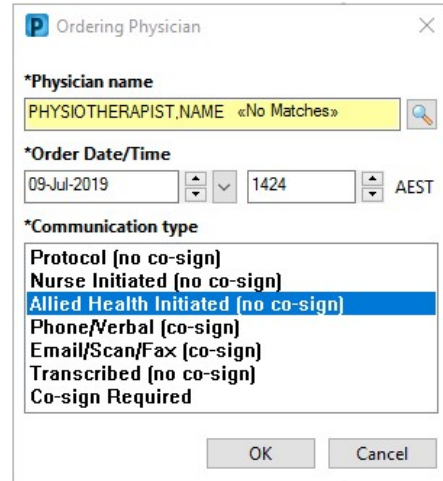 P Ordering Physician
*Physician name
PHYSIOTHERAPIST,NAME «No Matches»
*Order Date/Time
09-Jul-2019 1424 AEST
*Communication type
Protocol (no co-sign)
Nurse Initiated (no co-sign)
Allied Health Initiated (no co-sign)
Phone/Verbal (co-sign)
Email/Scan/Fax (co-sign)
Transcribed (no co-sign)
Co-sign Required
OK Cancel